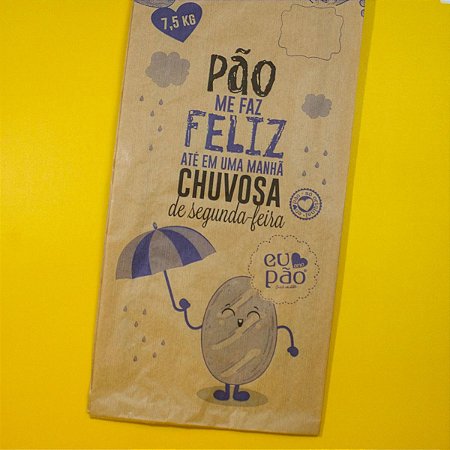 7,5 KG
PÃO
ME FAZ
FELIZ
ATÉ EM UMA MANHÃ
CHUVOSA
de segunda-feira
eu
pão